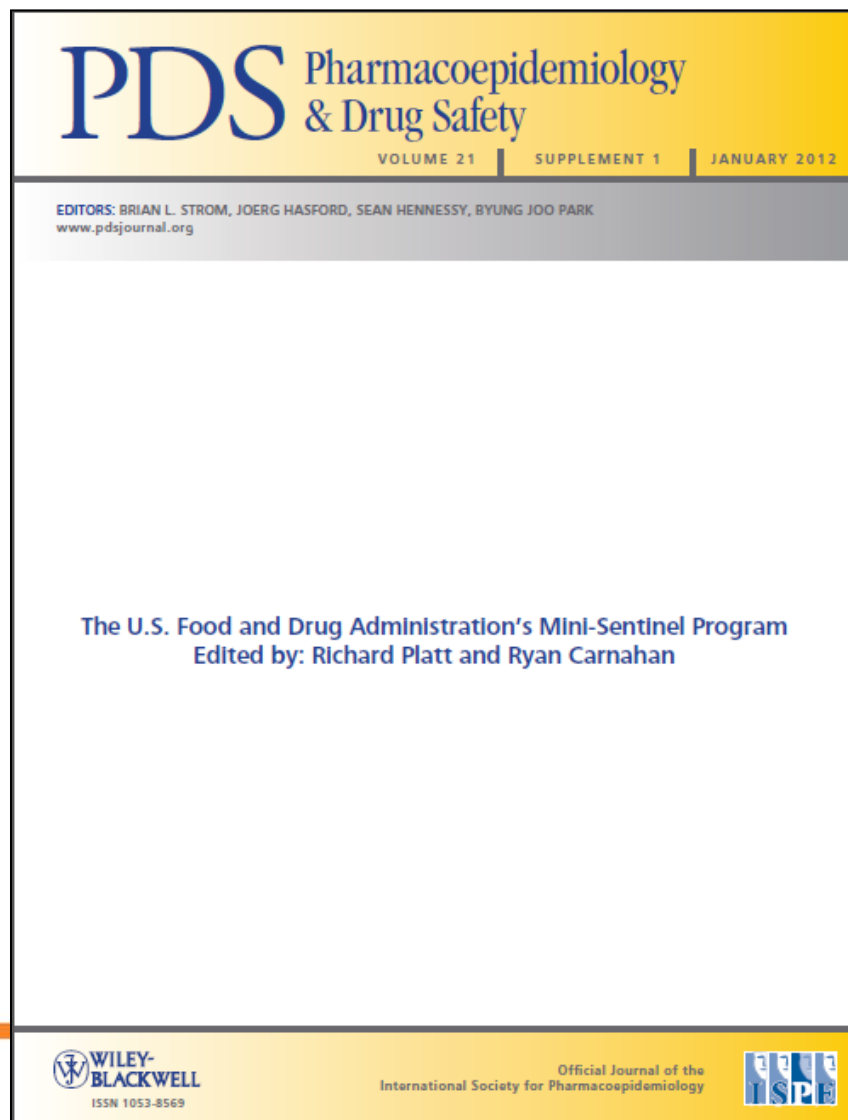 PDS Pharmacoepidemiology
& Drug Safety
VOLUME 21 SUPPLEMENT 1 JANUARY 2012
EDITORS: BRIAN L. STROM, JOERG HASFORD, SEAN HENNESSY, BYUNG JOO PARK
www.pdsjournal.org
The U.S. Food and Drug Administration's Mini-Sentinel Program
Edited by: Richard Platt and Ryan Carnahan
WILEY-
BLACKWELL
ISSN 1053-8569
Official Journal of the
International Society for Pharmacoepidemiology
ISPE